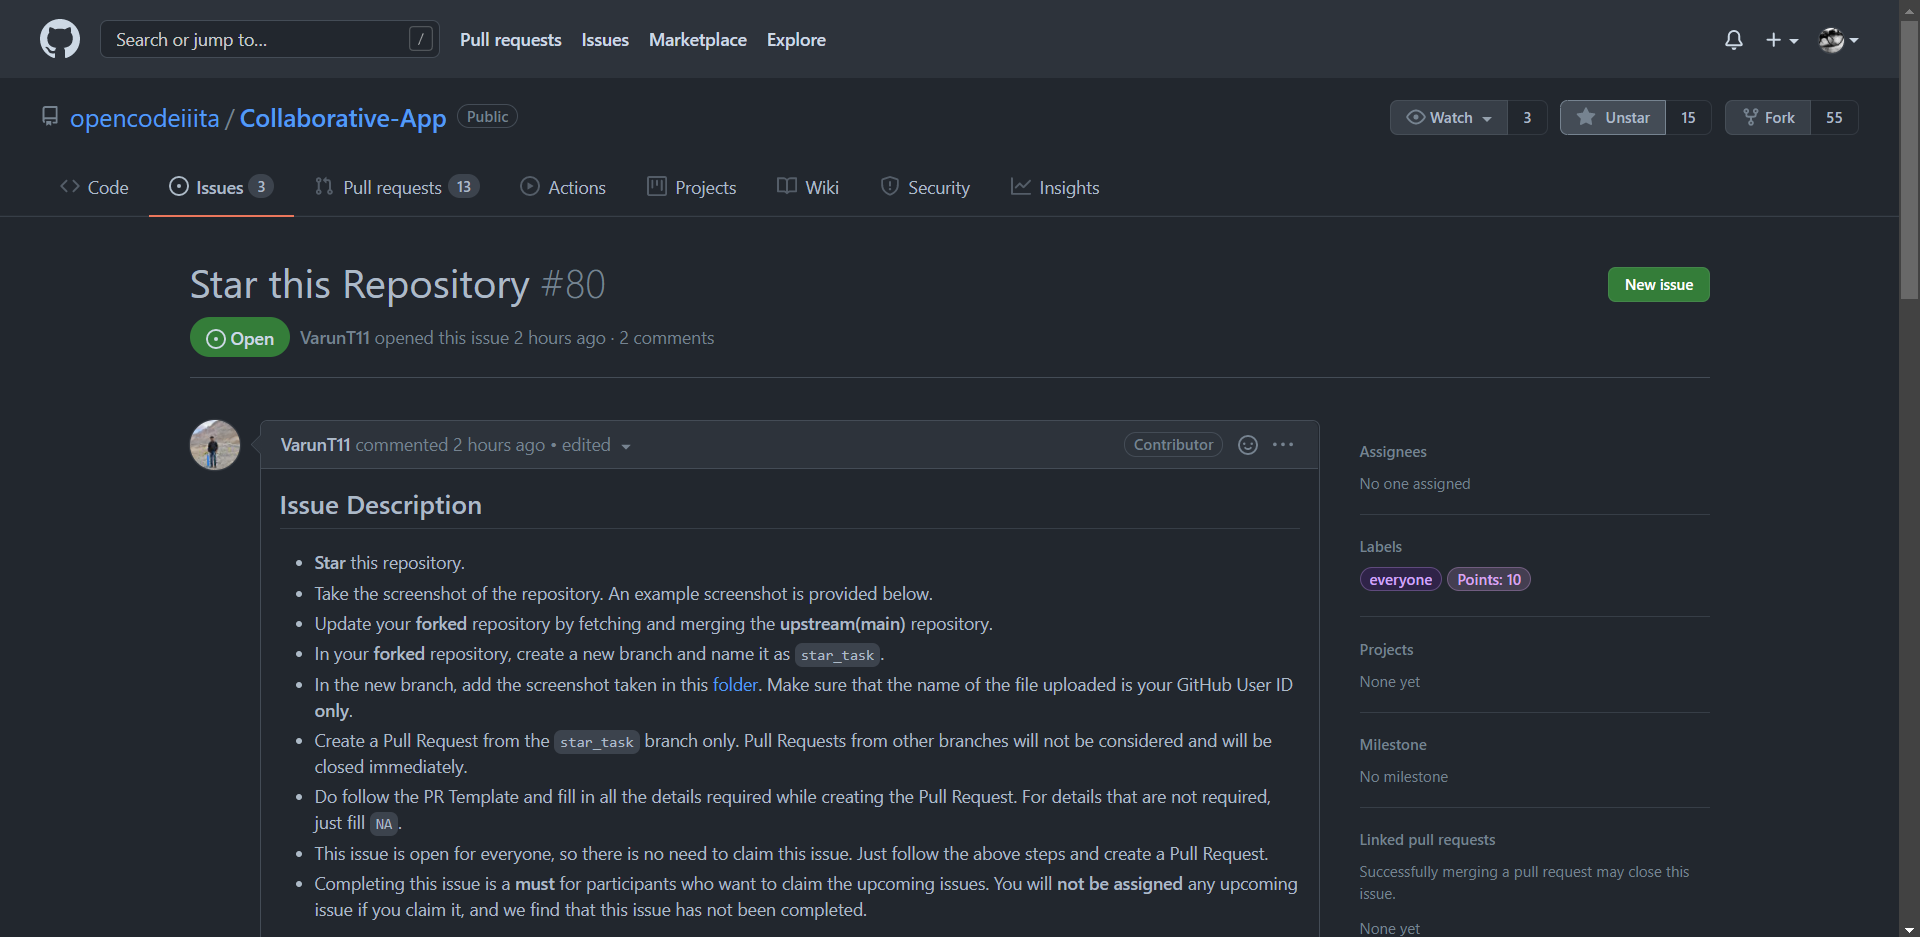 Search or jump to... /
Pull requests Issues Marketplace Explore
opencodeiiita / Collaborative-App Public
Watch 3 Unstar 15 Fork 55
Code Issues 3 Pull requests 13 Actions Projects Wiki Security Insights
Star this Repository #80
New issue
Open VarunT11 opened this issue 2 hours ago · 2 comments
VarunT11 commented 2 hours ago • edited
Contributor
Issue Description
• Star this repository.
• Take the screenshot of the repository. An example screenshot is provided below.
• Update your forked repository by fetching and merging the upstream(main) repository.
• In your forked repository, create a new branch and name it as star_task.
• In the new branch, add the screenshot taken in this folder. Make sure that the name of the file uploaded is your GitHub User ID
only.
• Create a Pull Request from the star_task branch only. Pull Requests from other branches will not be considered and will be
closed immediately.
• Do follow the PR Template and fill in all the details required while creating the Pull Request. For details that are not required,
just fill NA.
• This issue is open for everyone, so there is no need to claim this issue. Just follow the above steps and create a Pull Request.
• Completing this issue is a must for participants who want to claim the upcoming issues. You will not be assigned any upcoming
issue if you claim it, and we find that this issue has not been completed.
Assignees
No one assigned
Labels
everyone Points: 10
Projects
None yet
Milestone
No milestone
Linked pull requests
Successfully merging a pull request may close this
issue.
None yet